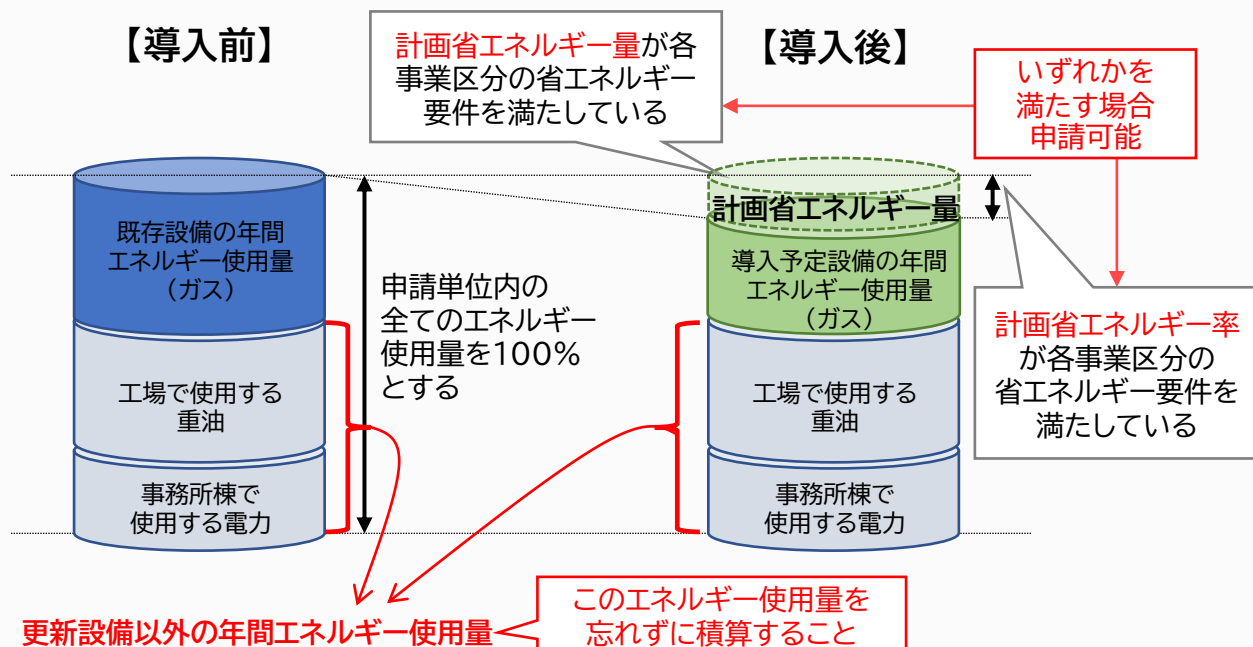 【導入前】
計画省エネルギー量が各
事業区分の省エネルギー
要件を満たしている
【導入後】
いずれかを
満たす場合
申請可能
既存設備の年間
エネルギー使用量
（ガス）
工場で使用する
重油
事務所棟で
使用する電力
申請単位内の
全てのエネルギー
使用量を100%
とする
計画省エネルギー量
導入予定設備の年間
エネルギー使用量
（ガス）
工場で使用する
重油
事務所棟で
使用する電力
計画省エネルギー率
が各事業区分の
省エネルギー要件を
満たしている
更新設備以外の年間エネルギー使用量
このエネルギー使用量を
忘れずに積算すること